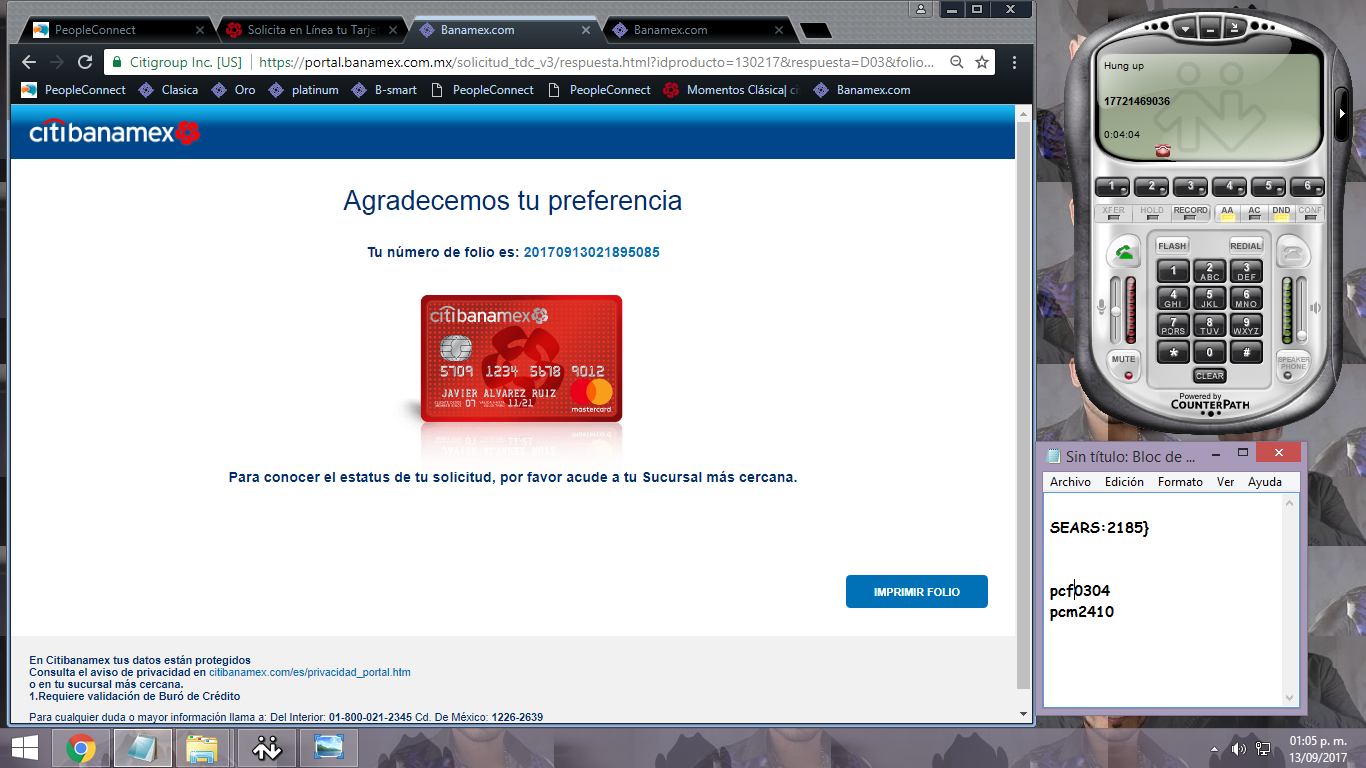 PeopleConnect
Solicita en Línea tu Tarje
Banamex.com
Banamex.com
Citigroup Inc. [US]
https://portal.banamex.com.mx/solicitud_tdc_v3/respuesta.html?idproducto=130217&respuesta=D03&folio...
PeopleConnect
Clasica
Oro
platinum
B-smart
PeopleConnect
PeopleConnect
Momentos Clásica| ci
Banamex.com
citibanamex
Agradecemos tu preferencia
Tu número de folio es: 20170913021895085
citibanamex
5709 1234 5678 9012
JAVIER ALVAREZ RUIZ
07 11/21
mastercard
Para conocer el estatus de tu solicitud, por favor acude a tu Sucursal más cercana.
IMPRIMIR FOLIO
En Citibanamex tus datos están protegidos
Consulta el aviso de privacidad en citibanamex.com/es/privacidad_portal.htm
o en tu sucursal más cercana.
1.Requiere validación de Buró de Crédito
Para cualquier duda o mayor información llama a: Del Interior: 01-800-021-2345 Cd. De México: 1226-2639
Hung up
17721469036
0:04:04
1 2 3 4 5 6
XFER HOLD RECORD AA AC DND CONF
FLASH REDIAL
1 2 ABC 3 DEF
4 GHI 5 JKL 6 MNO
7 PQRS 8 TUV 9 WXYZ
* 0 #
MUTE
SPEAKER PHONE
CLEAR
Powered by
COUNTERPATH
Sin título: Bloc de ...
Archivo Edición Formato Ver Ayuda
SEARS:2185}
pcf0304
pcm2410
01:05 p. m.
13/09/2017